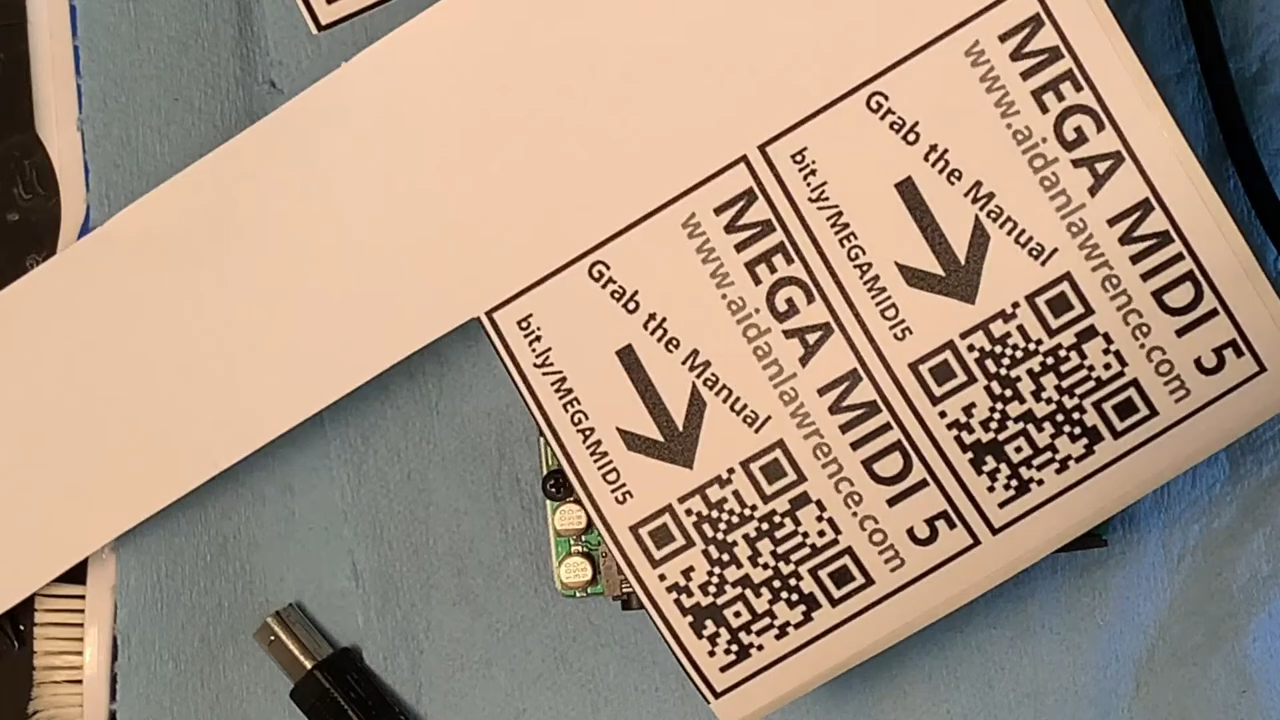 MEGA MIDI 5
www.aidanlawrence.com
Grab the Manual
bit.ly/MEGAMIDI5
MEGA MIDI 5
www.aidanlawrence.com
Grab the Manual
bit.ly/MEGAMIDI5